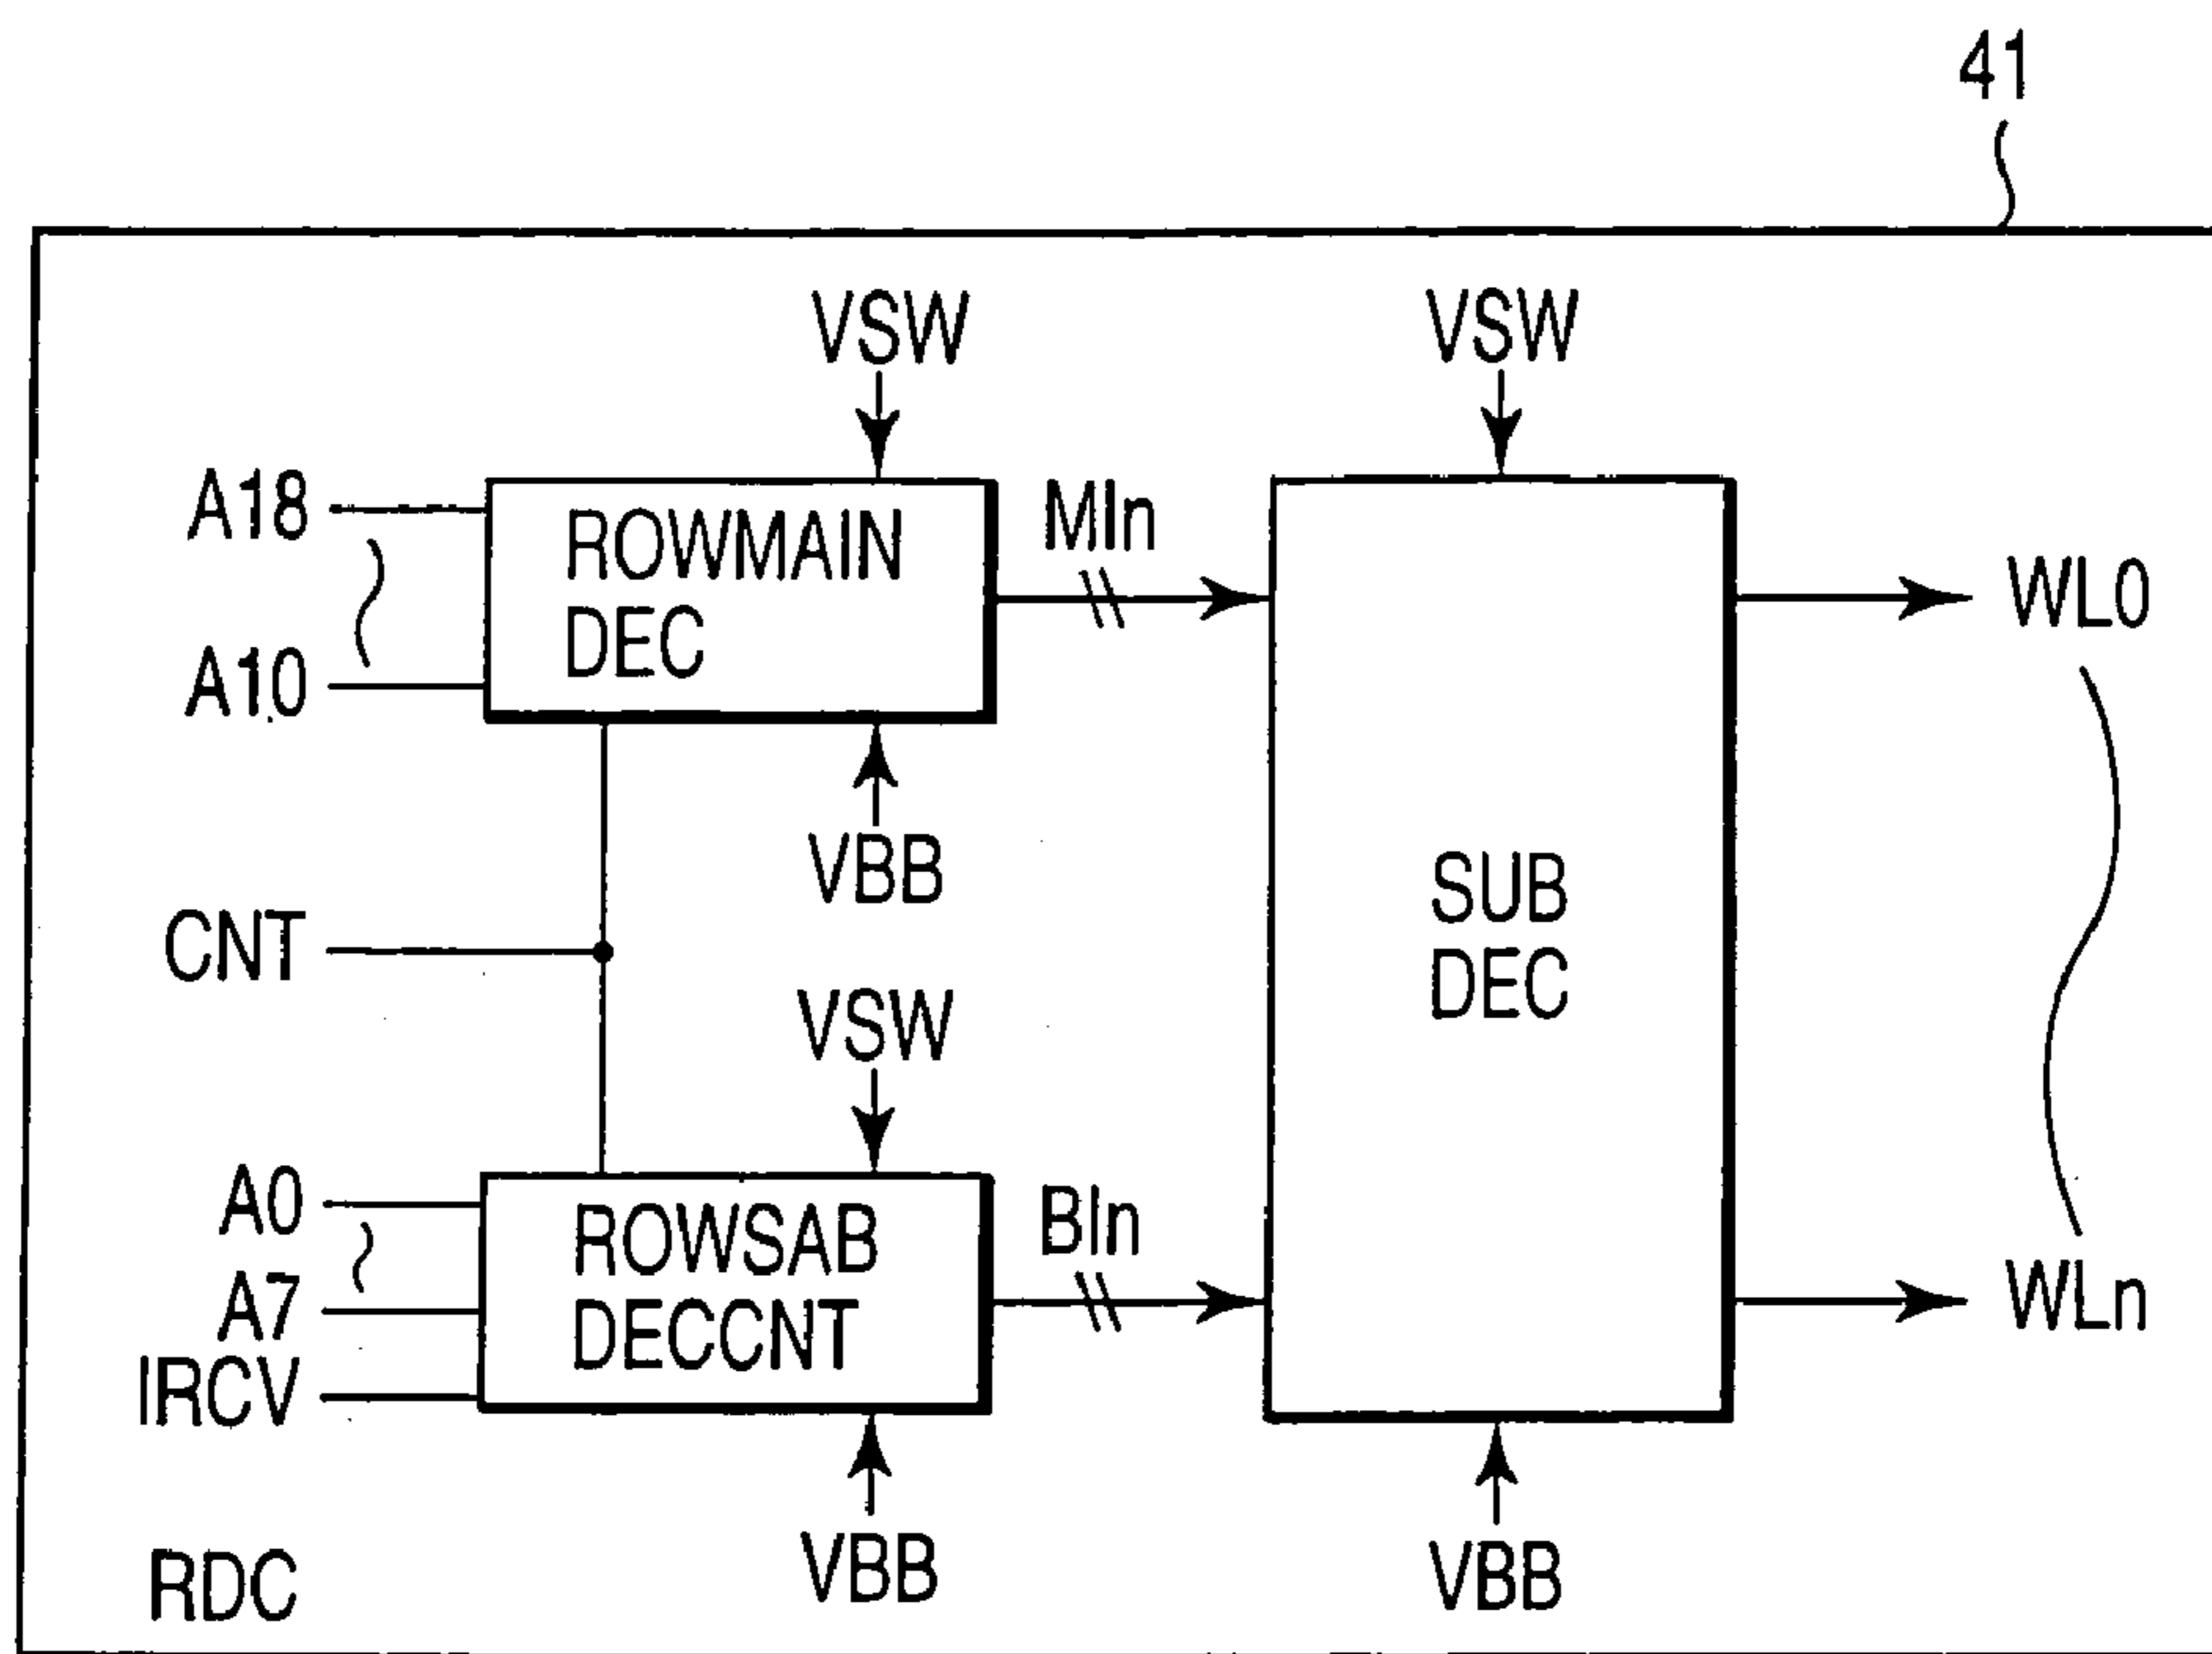 41
VSW
VSW
A18
ROWMAIN
DEC
MIn
A10
WL0
VBB
SUB
DEC
CNT
VSW
A0
ROWSAB
DECCNT
BIn
A7
IRCV
WLn
VBB
VBB
RDC